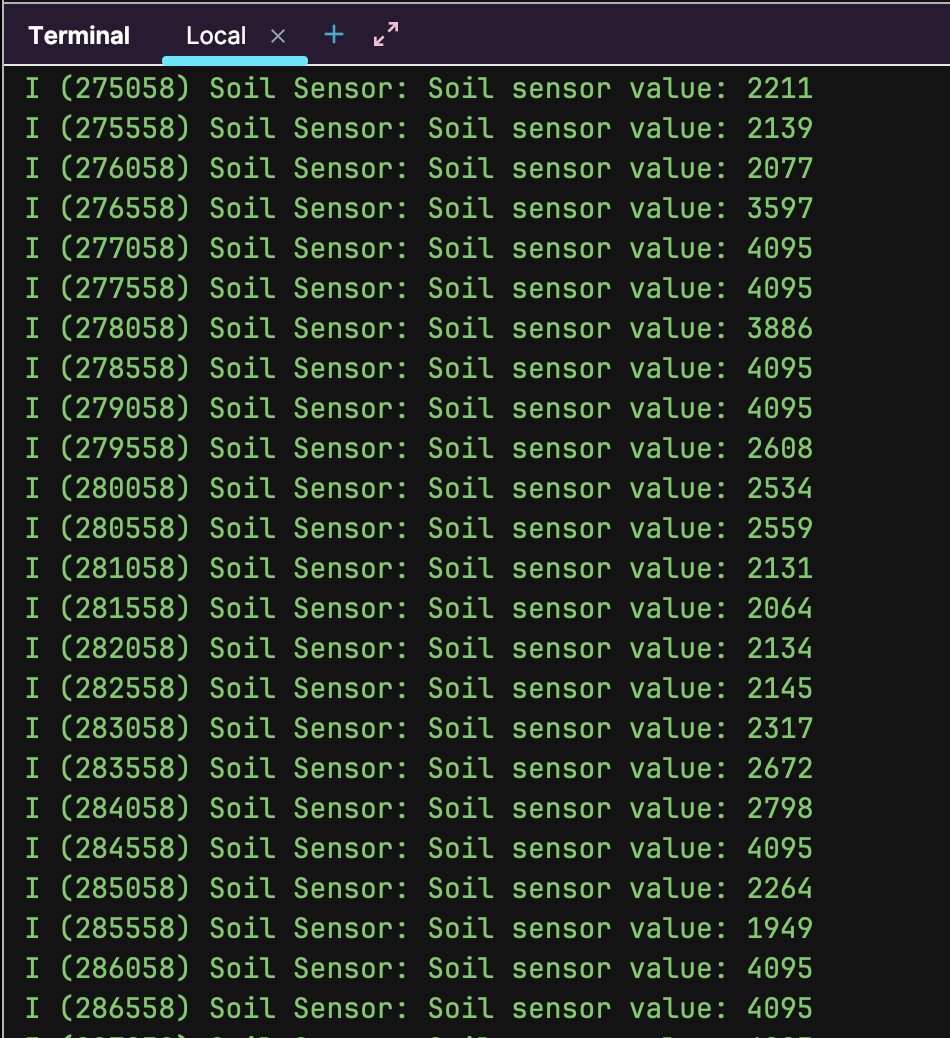 Terminal Local × +
I (275058) Soil Sensor: Soil sensor value: 2211
I (275558) Soil Sensor: Soil sensor value: 2139
I (276058) Soil Sensor: Soil sensor value: 2077
I (276558) Soil Sensor: Soil sensor value: 3597
I (277058) Soil Sensor: Soil sensor value: 4095
I (277558) Soil Sensor: Soil sensor value: 4095
I (278058) Soil Sensor: Soil sensor value: 3886
I (278558) Soil Sensor: Soil sensor value: 4095
I (279058) Soil Sensor: Soil sensor value: 4095
I (279558) Soil Sensor: Soil sensor value: 2608
I (280058) Soil Sensor: Soil sensor value: 2534
I (280558) Soil Sensor: Soil sensor value: 2559
I (281058) Soil Sensor: Soil sensor value: 2131
I (281558) Soil Sensor: Soil sensor value: 2064
I (282058) Soil Sensor: Soil sensor value: 2134
I (282558) Soil Sensor: Soil sensor value: 2145
I (283058) Soil Sensor: Soil sensor value: 2317
I (283558) Soil Sensor: Soil sensor value: 2672
I (284058) Soil Sensor: Soil sensor value: 2798
I (284558) Soil Sensor: Soil sensor value: 4095
I (285058) Soil Sensor: Soil sensor value: 2264
I (285558) Soil Sensor: Soil sensor value: 1949
I (286058) Soil Sensor: Soil sensor value: 4095
I (286558) Soil Sensor: Soil sensor value: 4095